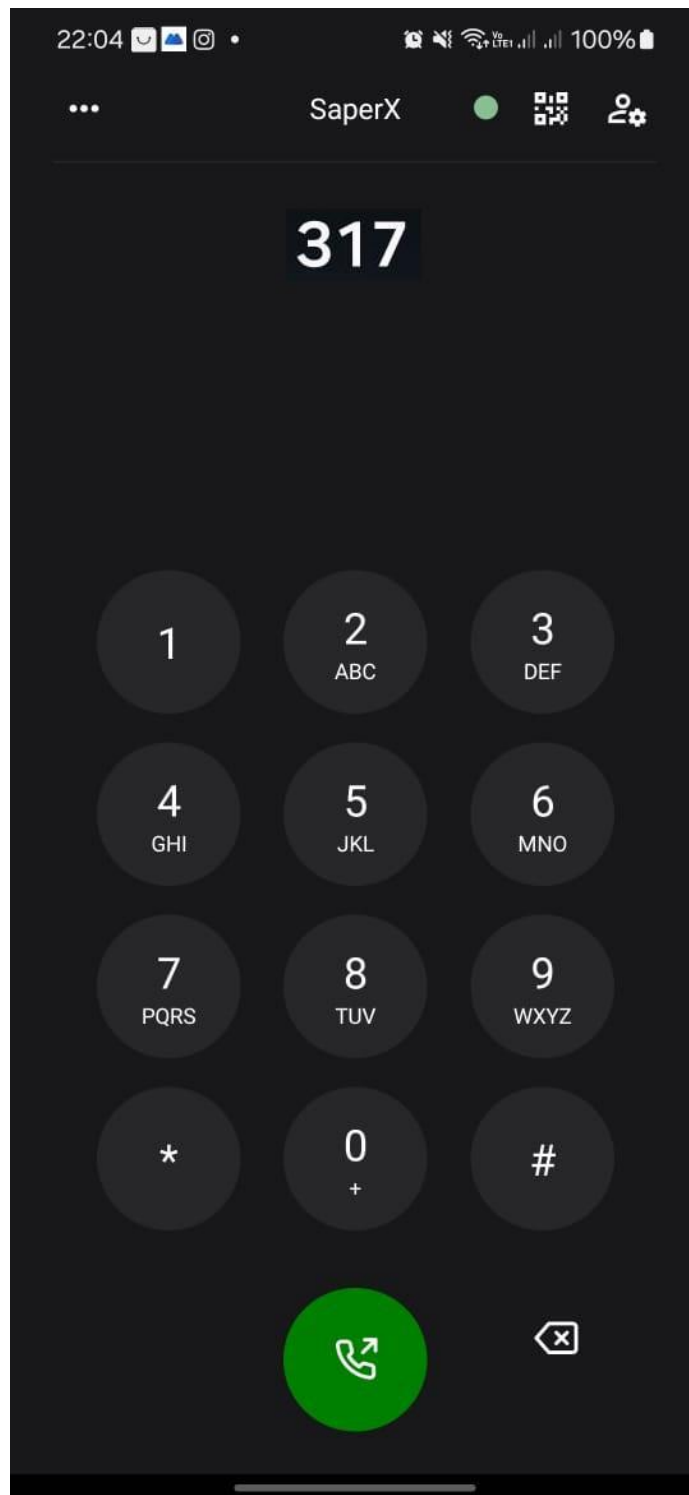 22:04 100%
SaperX
317
1 2 3
ABC DEF
4 5 6
GHI JKL MNO
7 8 9
PQRS TUV WXYZ
* 0 #
+